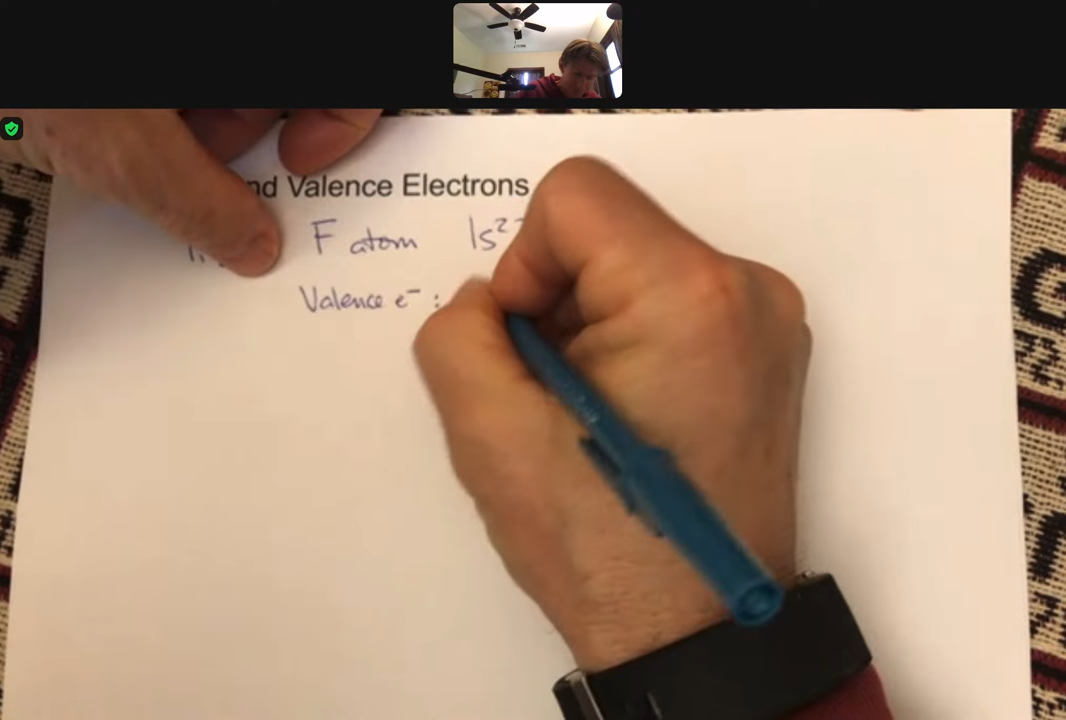 nd Valence Electrons
F atom 1s²
Valence e⁻ :